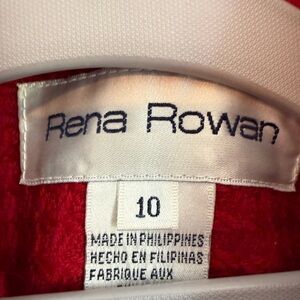 Rena Rowan
10
MADE IN PHILIPPINES
HECHO EN FILIPINAS
FABRIQUE AUX